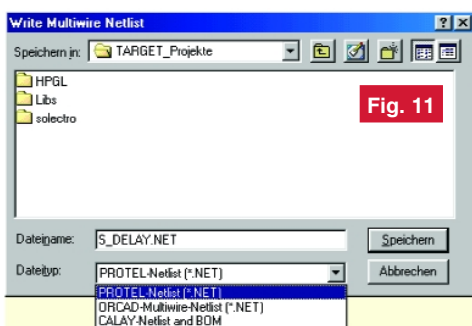 Write Multiwire Netlist
Speichern in: TARGET_Projekte
HPGL
Libs
solectro
Fig. 11
Dateiname: S_DELAY.NET Speichern
Dateityp: PROTEL-Netlist (*.NET) Abbrechen
PROTEL-Netlist (*.NET)
ORCAD-Multiwire-Netlist (*.NET)
CALAY-Netlist and BOM